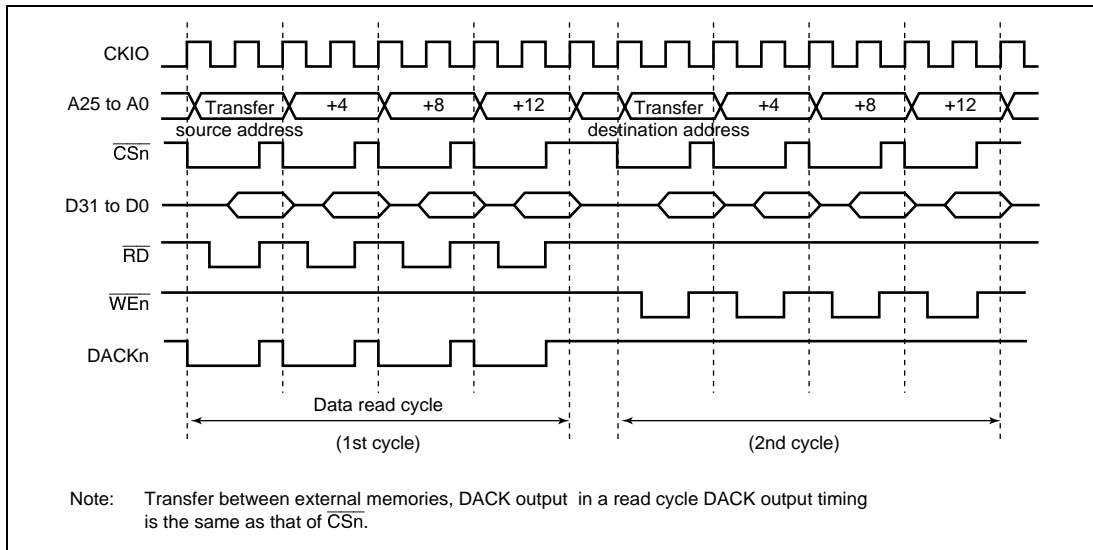 CKIO
A25 to A0
Transfer +4 +8 +12 Transfer +4 +8 +12
source address destination address
CSn
D31 to D0
RD
WEn
DACKn
Data read cycle
(1st cycle) (2nd cycle)
Note: Transfer between external memories, DACK output in a read cycle DACK output timing
is the same as that of CSn.